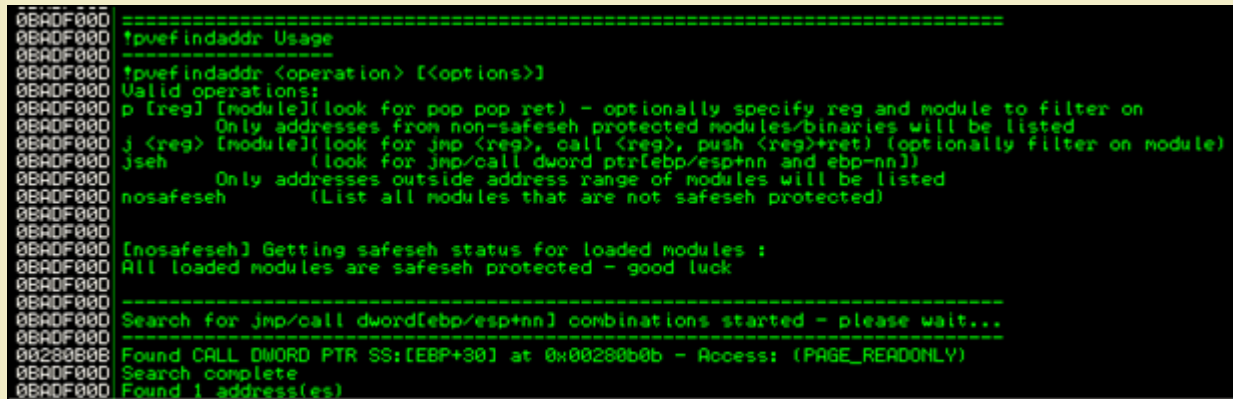 0BADF00D ===========================================================================
0BADF00D !pvefindaddr Usage
0BADF00D ------------------
0BADF00D !pvefindaddr <operation> [<options>]
0BADF00D Valid operations:
0BADF00D p [reg] [module](look for pop pop ret) - optionally specify reg and module to filter on
0BADF00D Only addresses from non-safeseh protected modules/binaries will be listed
0BADF00D j <reg> [module](look for jmp <reg>, call <reg>, push <reg>+ret) (optionally filter on module)
0BADF00D jseh (look for jmp/call dword ptr[ebp/esp+nn and ebp-nn])
0BADF00D Only addresses outside address range of modules will be listed
0BADF00D nosafeseh (List all modules that are not safeseh protected)
0BADF00D
0BADF00D
0BADF00D [nosafeseh] Getting safeseh status for loaded modules :
0BADF00D All loaded modules are safeseh protected - good luck
0BADF00D
0BADF00D ---------------------------------------------------------------------------
0BADF00D Search for jmp/call dword[ebp/esp+nn] combinations started - please wait...
0BADF00D ---------------------------------------------------------------------------
00280B0B Found CALL DWORD PTR SS:[EBP+30] at 0x00280b0b - Access: (PAGE_READONLY)
0BADF00D Search complete
0BADF00D Found 1 address(es)